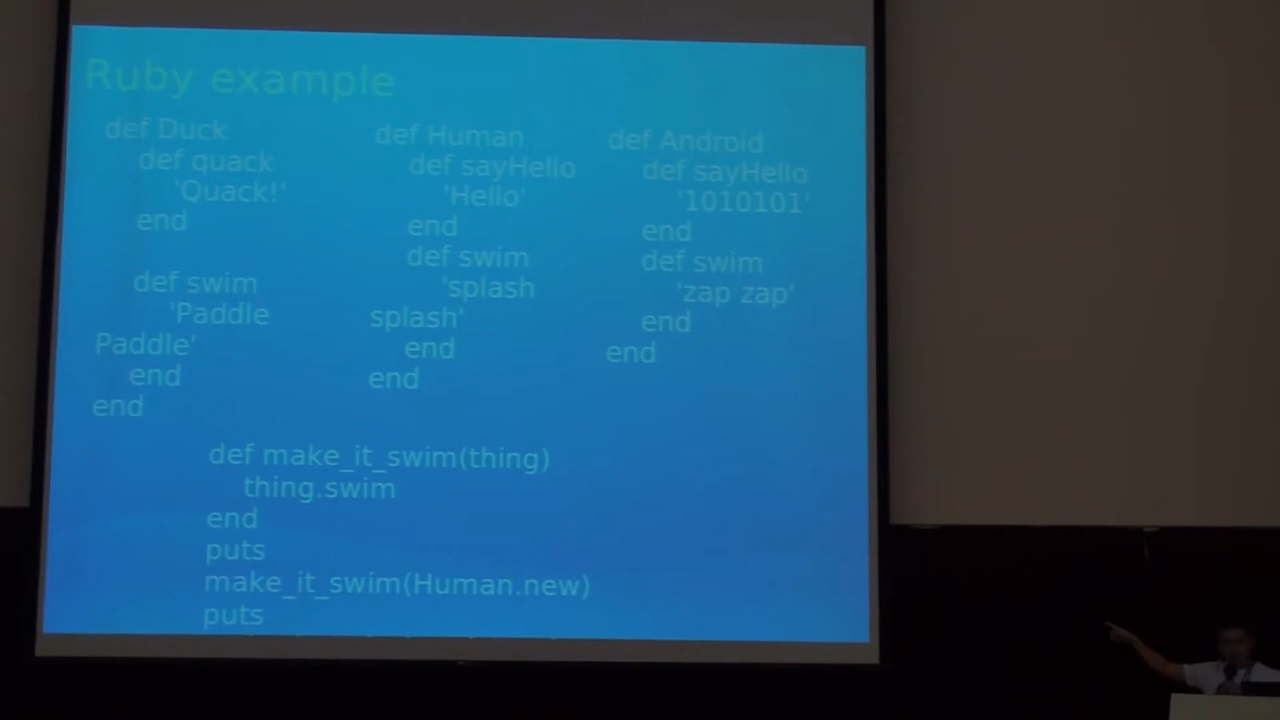 Ruby example
def Duck
def quack
'Quack!'
end
def swim
'Paddle
Paddle'
end
end
def Human
def sayHello
'Hello'
end
def swim
'splash
splash'
end
end
def Android
def sayHello
'1010101'
end
def swim
'zap zap'
end
end
def make_it_swim(thing)
thing.swim
end
puts
make_it_swim(Human.new)
puts